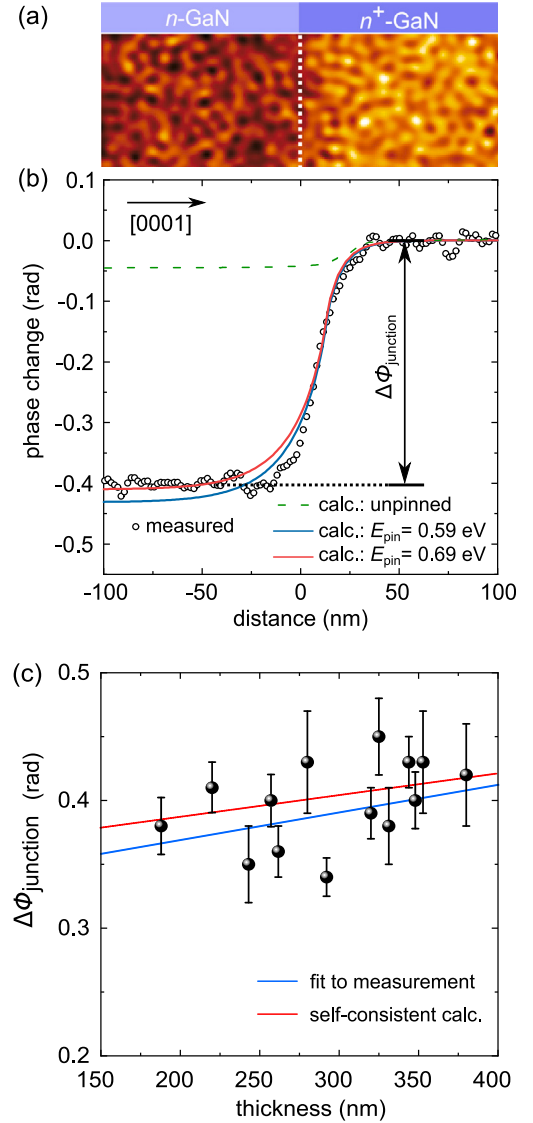 (a)
n-GaN
n⁺-GaN
(b)
0.1
0.0
-0.1
-0.2
-0.3
-0.4
-0.5
phase change (rad)
[0001]
ΔΦjunction
measured
calc.: unpinned
calc.: Epin= 0.59 eV
calc.: Epin= 0.69 eV
-100 -50 0 50 100
distance (nm)
(c)
0.5
0.4
0.3
0.2
ΔΦjunction (rad)
fit to measurement
self-consistent calc.
150 200 250 300 350 400
thickness (nm)